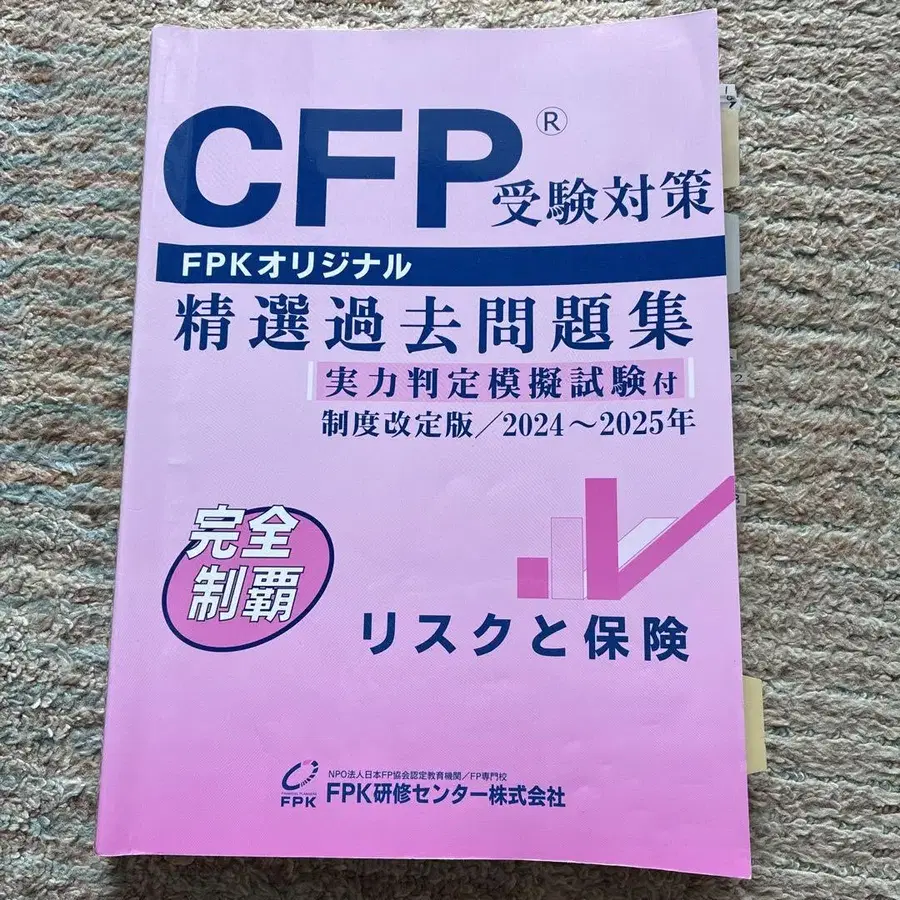 CFP® 受験対策
FPKオリジナル
精選過去問題集
実力判定模擬試験付
制度改定版/2024〜2025年
完全
制覇
リスクと保険
NPO法人日本FP協会認定教育機関/FP専門校
FPK
FPK研修センター株式会社